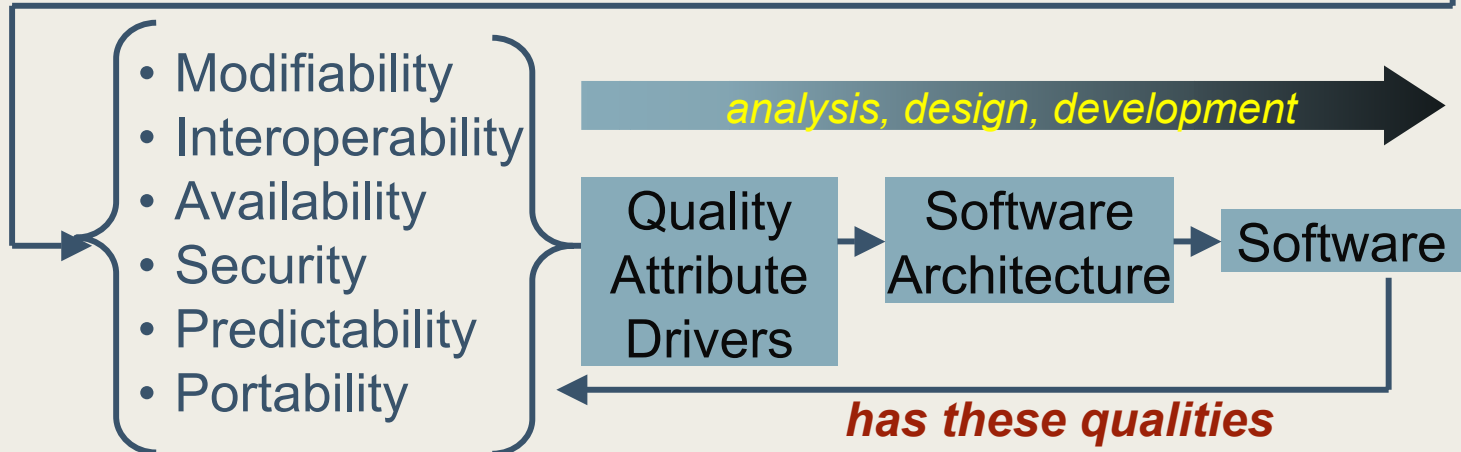 • Modifiability
• Interoperability
• Availability
• Security
• Predictability
• Portability
analysis, design, development
Quality
Attribute
Drivers
Software
Architecture
Software
has these qualities